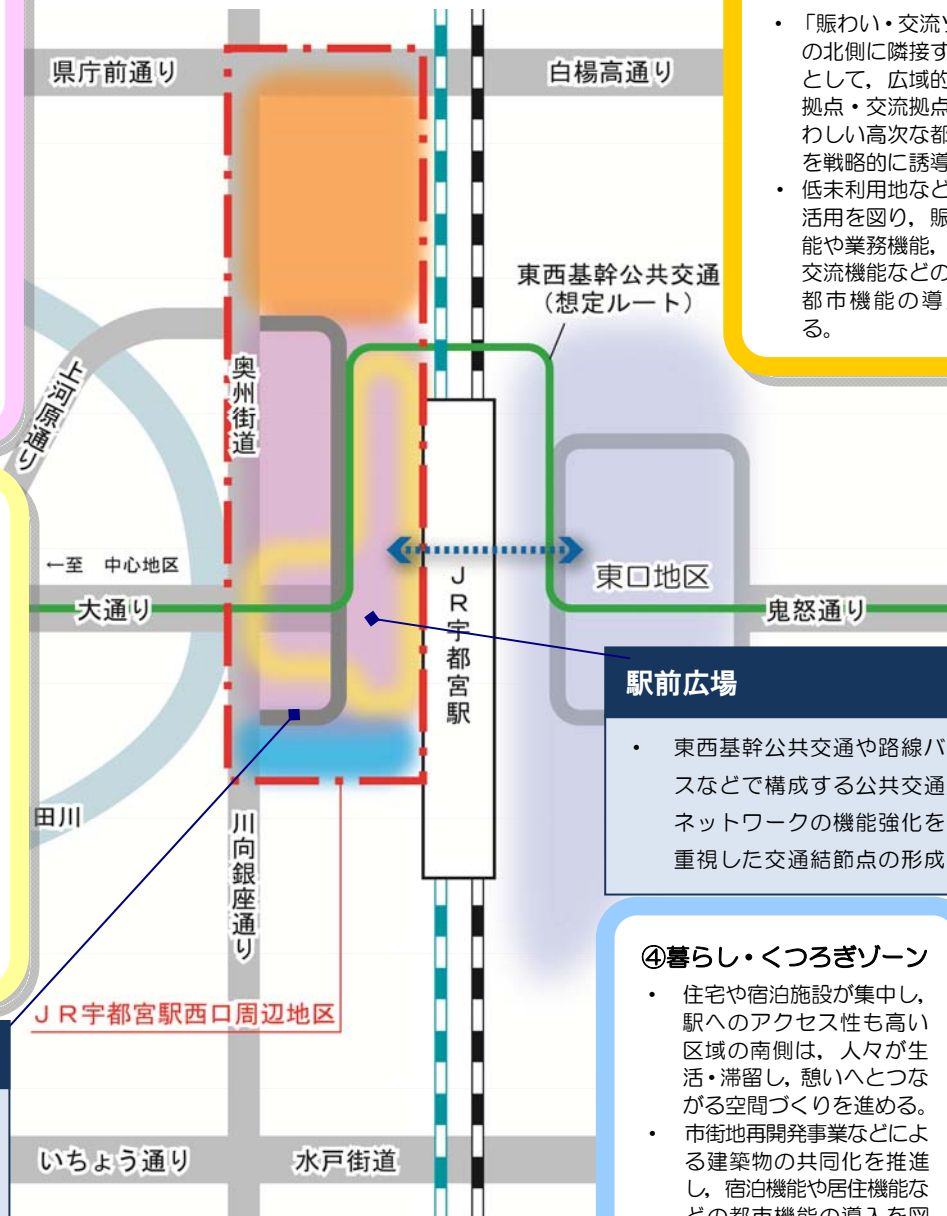 県庁前通り
白楊高通り
・「賑わい・交流
の北側に隣接す
として，広域的
拠点・交流拠点
わしい高次な都
を戦略的に誘導
・低未利用地など
活用を図り，賑
能や業務機能，
交流機能などの
都市機能の導
る。
東西基幹公共交通
（想定ルート）
奥州街道
上河原通り
←至 中心地区
大通り
JR宇都宮駅
東口地区
鬼怒通り
駅前広場
・東西基幹公共交通や路線バ
スなどで構成する公共交通
ネットワークの機能強化を
重視した交通結節点の形成
田川
川向銀座通り
JR宇都宮駅西口周辺地区
④暮らし・くつろぎゾーン
・住宅や宿泊施設が集中し，
駅へのアクセス性も高い
区域の南側は，人々が生
活・滞留し，憩いへとつな
がる空間づくりを進める。
・市街地再開発事業などによ
る建築物の共同化を推進
し，宿泊機能や居住機能な
どの都市機能の導入を図
いちょう通り
水戸街道